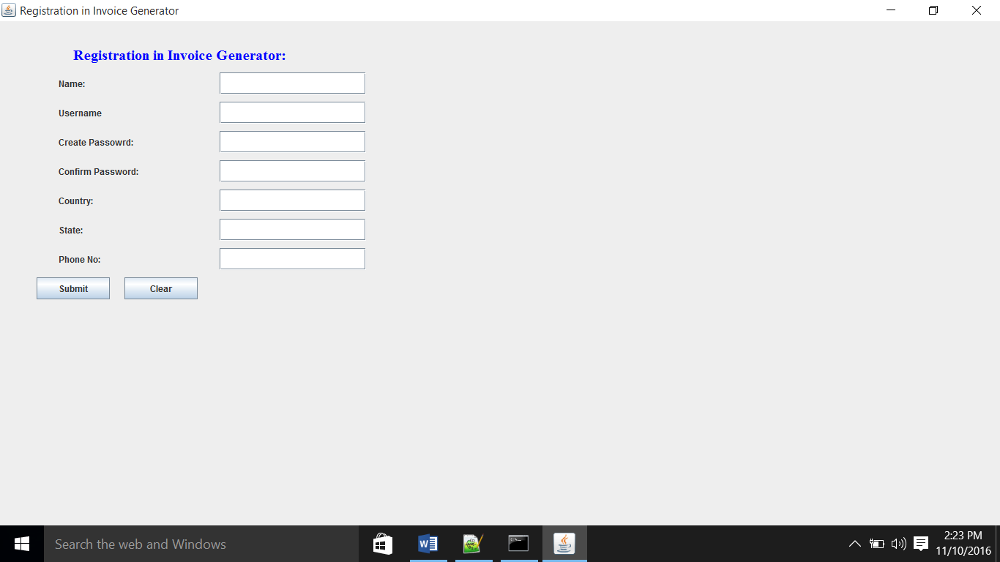 Registration in Invoice Generator
Registration in Invoice Generator:
Name:
Username
Create Passowrd:
Confirm Password:
Country:
State:
Phone No:
Submit Clear
Search the web and Windows
2:23 PM
11/10/2016